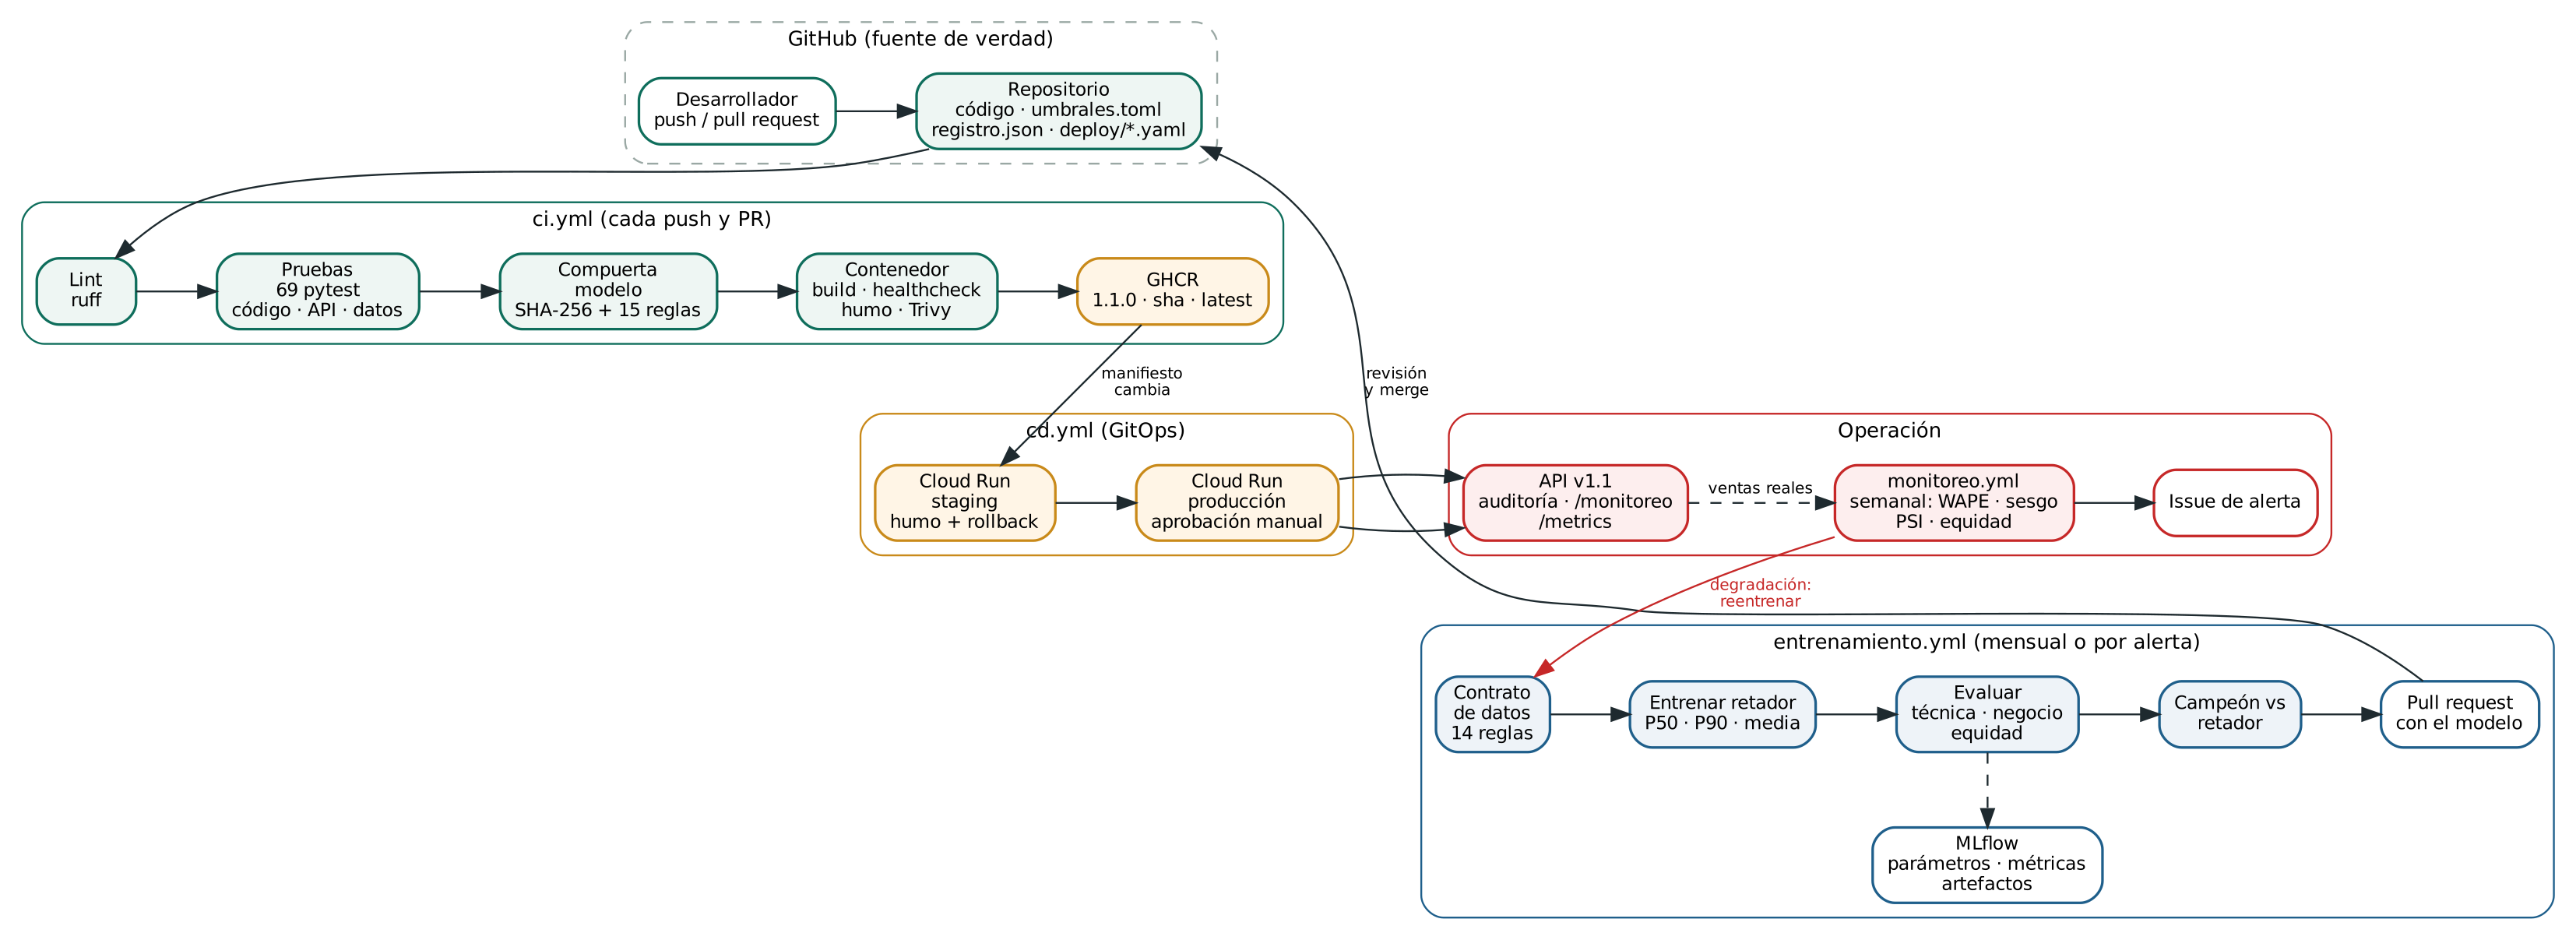 GitHub (fuente de verdad)
Desarrollador
push / pull request
Repositorio
código · umbrales.toml
registro.json · deploy/*.yaml
ci.yml (cada push y PR)
Lint
ruff
Pruebas
69 pytest
código · API · datos
Compuerta
modelo
SHA-256 + 15 reglas
Contenedor
build · healthcheck
humo · Trivy
GHCR
1.1.0 · sha · latest
manifiesto
cambia
revisión
y merge
cd.yml (GitOps)
Cloud Run
staging
humo + rollback
Cloud Run
producción
aprobación manual
Operación
API v1.1
auditoría · /monitoreo
/metrics
ventas reales
monitoreo.yml
semanal: WAPE · sesgo
PSI · equidad
Issue de alerta
degradación:
reentrenar
entrenamiento.yml (mensual o por alerta)
Contrato
de datos
14 reglas
Entrenar retador
P50 · P90 · media
Evaluar
técnica · negocio
equidad
Campeón vs
retador
Pull request
con el modelo
MLflow
parámetros · métricas
artefactos